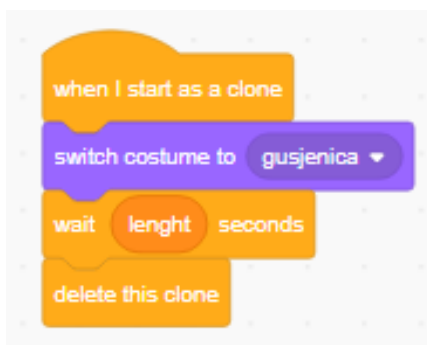 when I start as a clone
switch costume to gusjenica
wait lenght seconds
delete this clone